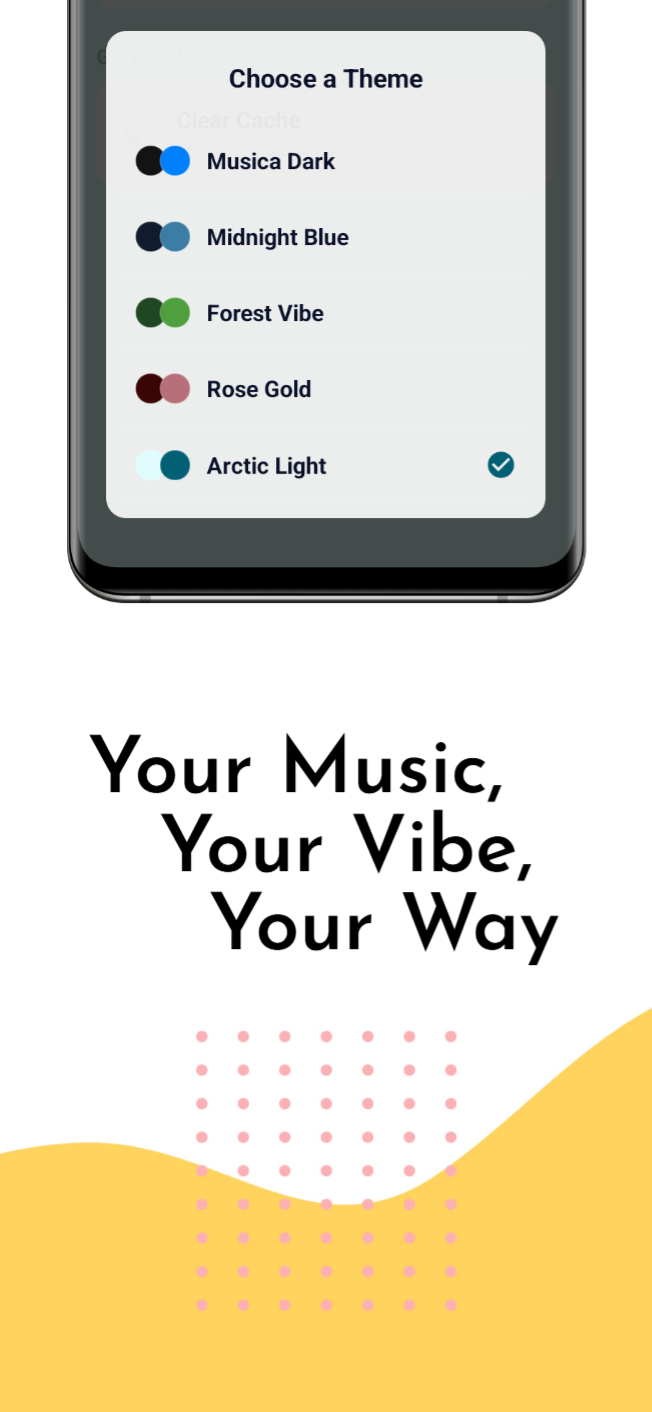 GENERAL
Choose a Theme
Clear Cache
Musica Dark
Midnight Blue
Forest Vibe
Rose Gold
Arctic Light
Your Music,
Your Vibe,
Your Way